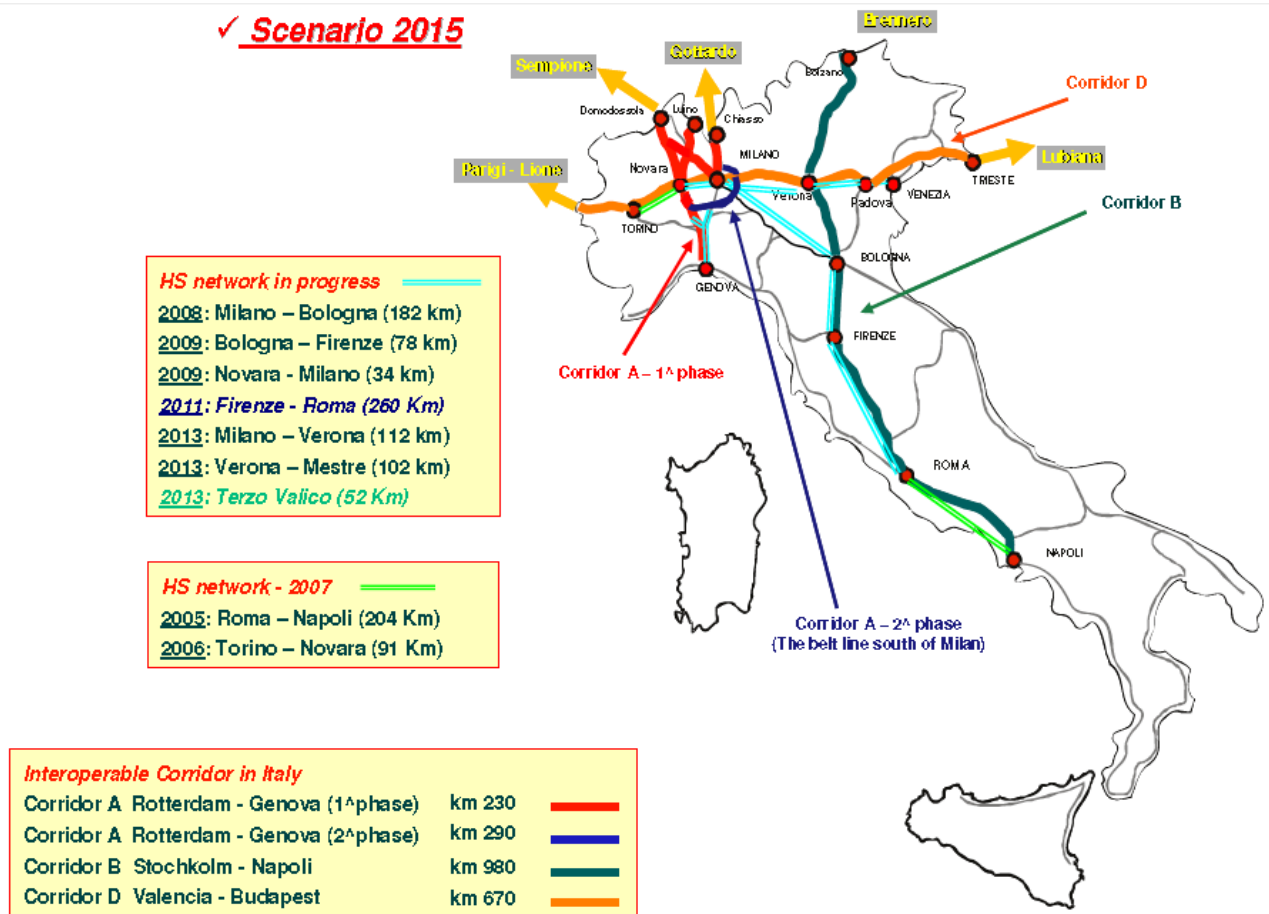 ✓ Scenario 2015
Brennero
Gottardo
Sempione
Bolzano
Corridor D
Luino
Domodossola
Chiasso
MILANO
Lubiana
Novara
Parigi - Lione
TRIESTE
Verona
Padova
VENEZIA
Corridor B
TORINO
BOLOGNA
GENOVA
FIRENZE
Corridor A – 1^ phase
ROMA
NAPOLI
Corridor A – 2^ phase
(The belt line south of Milan)
HS network in progress
2008: Milano – Bologna (182 km)
2009: Bologna – Firenze (78 km)
2009: Novara - Milano (34 km)
2011: Firenze - Roma (260 Km)
2013: Milano – Verona (112 km)
2013: Verona – Mestre (102 km)
2013: Terzo Valico (52 Km)
HS network - 2007
2005: Roma – Napoli (204 Km)
2006: Torino – Novara (91 Km)
Interoperable Corridor in Italy
Corridor A Rotterdam - Genova (1^phase) km 230
Corridor A Rotterdam - Genova (2^phase) km 290
Corridor B Stochkolm - Napoli km 980
Corridor D Valencia - Budapest km 670